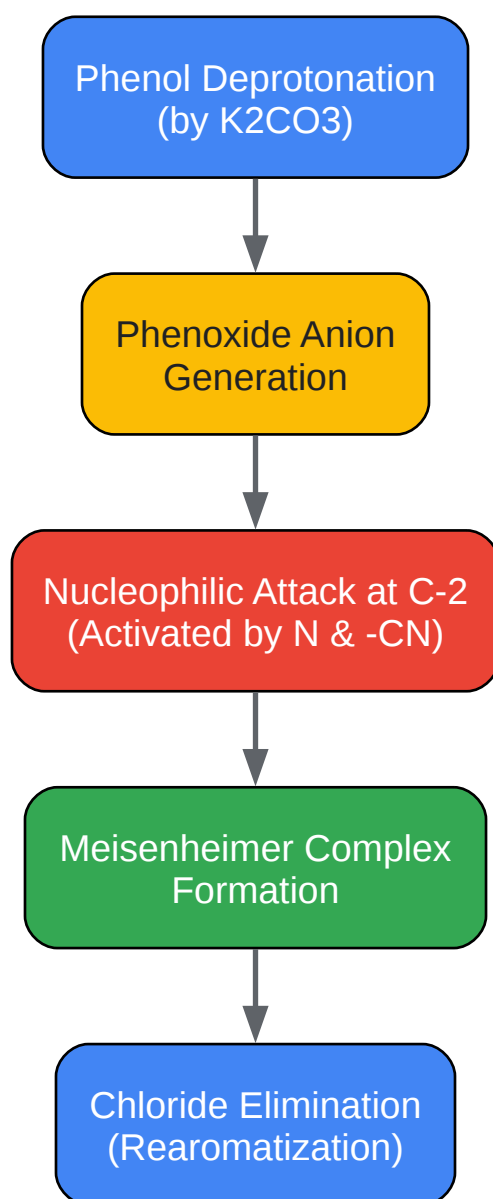 Phenol Deprotonation
(by K2CO3)
Phenoxide Anion
Generation
Nucleophilic Attack at C-2
(Activated by N & -CN)
Meisenheimer Complex
Formation
Chloride Elimination
(Rearomatization)